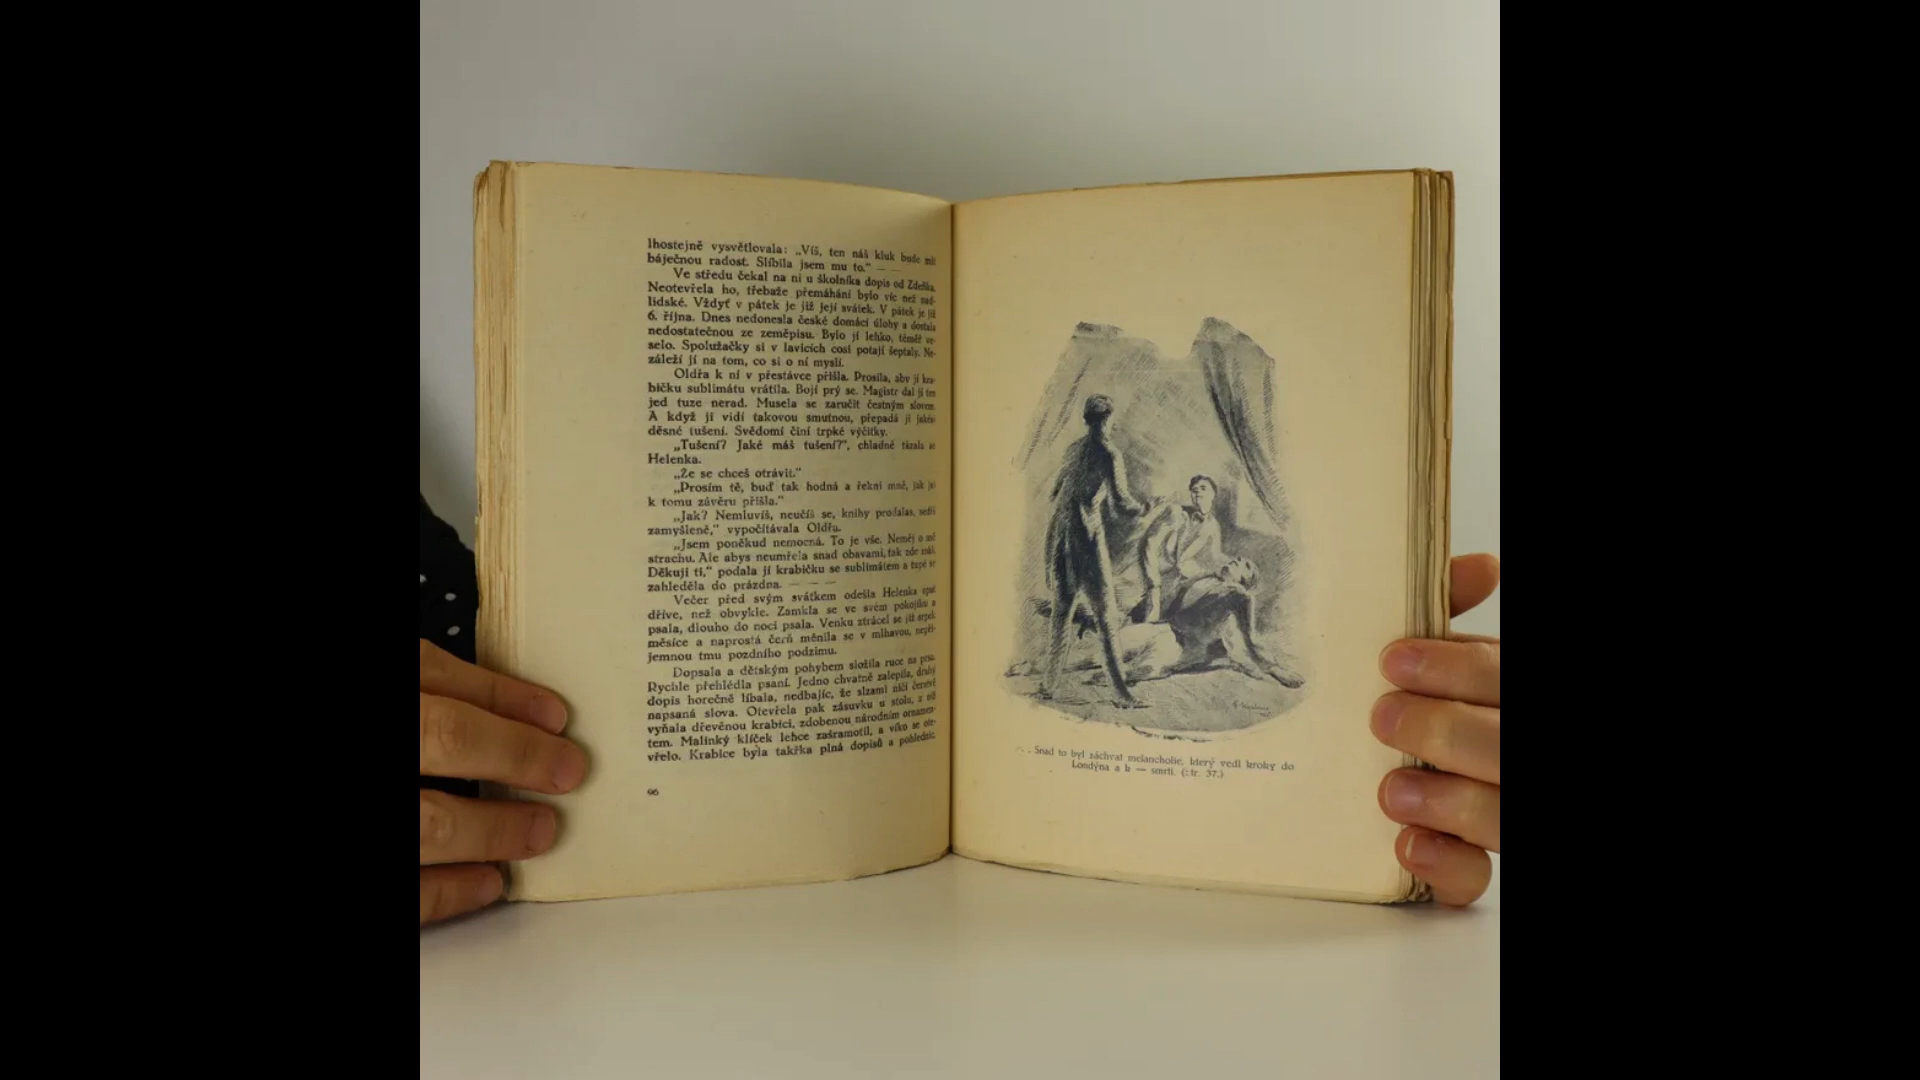 lhostejně vysvětlovala: „Víš, ten náš kluk bude mít
báječnou radost. Slíbila jsem mu to.“ — —
Ve středu čekal na ni u školníka dopis od Zdeňka.
Neotevřela ho, třebaže přemáhání bylo víc než nad-
lidské. Vždyť v pátek je již její svátek. V pátek je již
6. října. Dnes nedonesla české domácí úlohy a dostala
nedostatečnou ze zeměpisu. Bylo jí lehko, téměř ve-
selo. Spolužačky si v lavicích cosi potají šeptaly. Ne-
záleží jí na tom, co si o ní myslí.
Oldřa k ní v přestávce přišla. Prosila, aby jí kra-
bičku sublimátu vrátila. Bojí prý se. Magistr dal jí ten
jed tuze nerad. Musela se zaručit čestným slovem.
A když ji vidí takovou smutnou, přepadá ji jakési
děsné tušení. Svědomí činí trpké výčitky.
„Tušení? Jaké máš tušení?“, chladně tázala se
Helenka.
„Že se chceš otrávit.“
„Prosím tě, buď tak hodná a řekni mně, jak jsi
k tomu závěru přišla.“
„Jak? Nemluvíš, neučíš se, knihy prodalas, sedíš
zamyšleně,“ vypočítávala Oldřu.
„Jsem poněkud nemocná. To je vše. Neměj o mě
strachu. Ale abys neumřela snad obavami, tak zde máš.
Děkuji ti,“ podala jí krabičku se sublimátem a tupě se
zahleděla do prázdna. — — —
Večer před svým svátkem odešla Helenka spat
dříve, než obvykle. Zamkla se ve svém pokojíku a
psala, dlouho do noci psala. Venku ztrácel se již srpek
měsíce a naprostá čerň měnila se v mlhavou, nepří-
jemnou tmu pozdního podzimu.
Dopsala a dětským pohybem složila ruce na prsa.
Rychle přehlédla psaní. Jedno chvatně zalepila, druhý
dopis horečně líbala, nedbajíc, že slzami ničí čerstvě
napsaná slova. Otevřela pak zásuvku u stolu, z níž
vyňala dřevěnou krabici, zdobenou národním ornamen-
tem. Malinký klíček lehce zašramotil, a víko se ote-
vřelo. Krabice byla takřka plná dopisů a pohlednic.
96
. . . Snad to byl záchvat melancholie, který vedl kroky do
Londýna a k — smrti. (str. 37.)